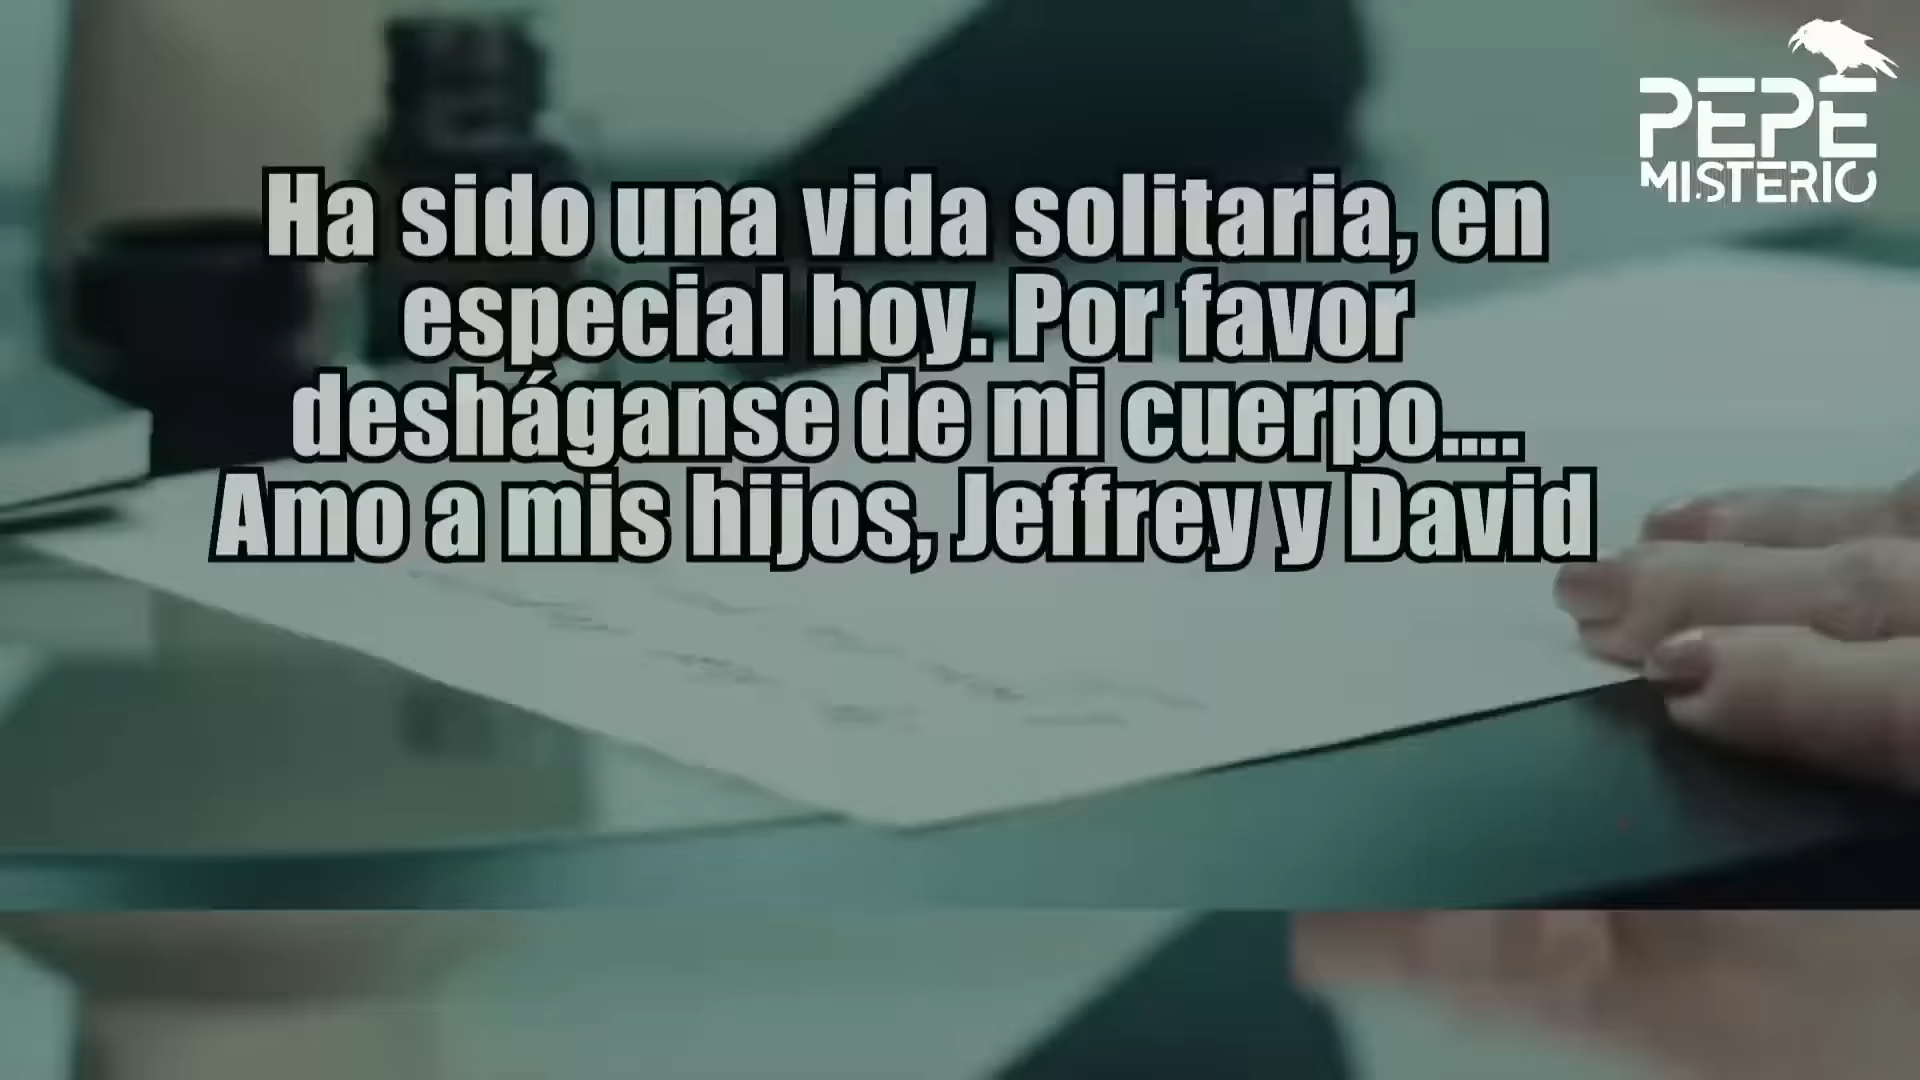 PEPE
MISTERIO
Ha sido una vida solitaria, en
especial hoy. Por favor
desháganse de mi cuerpo....
Amo a mis hijos, Jeffrey y David